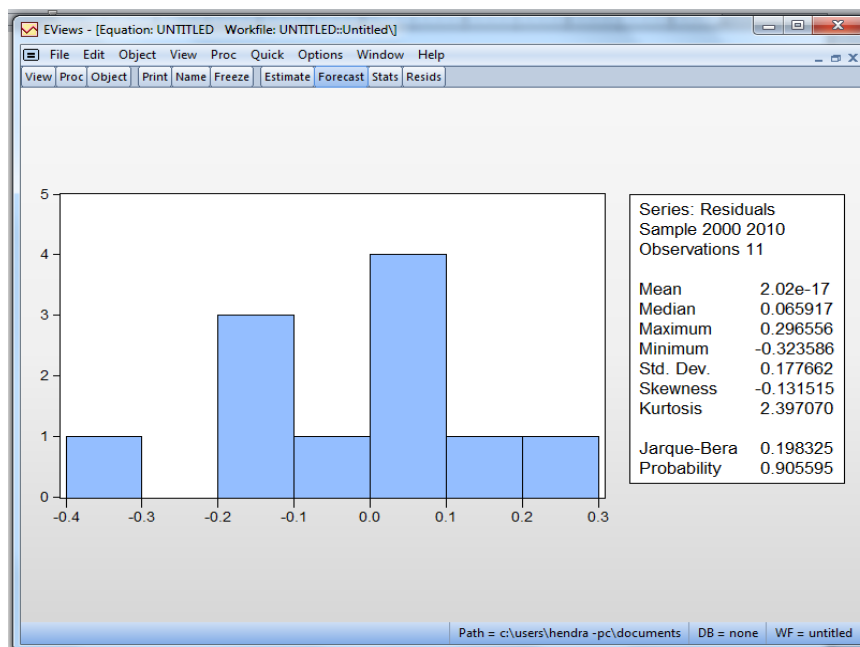 EViews - [Equation: UNTITLED Workfile: UNTITLED::Untitled\]
File Edit Object View Proc Quick Options Window Help
View Proc Object Print Name Freeze Estimate Forecast Stats Resids
5
4
3
2
1
0
-0.4 -0.3 -0.2 -0.1 0.0 0.1 0.2 0.3
Series: Residuals
Sample 2000 2010
Observations 11
Mean 2.02e-17
Median 0.065917
Maximum 0.296556
Minimum -0.323586
Std. Dev. 0.177662
Skewness -0.131515
Kurtosis 2.397070
Jarque-Bera 0.198325
Probability 0.905595
Path = c:\users\hendra -pc\documents DB = none WF = untitled